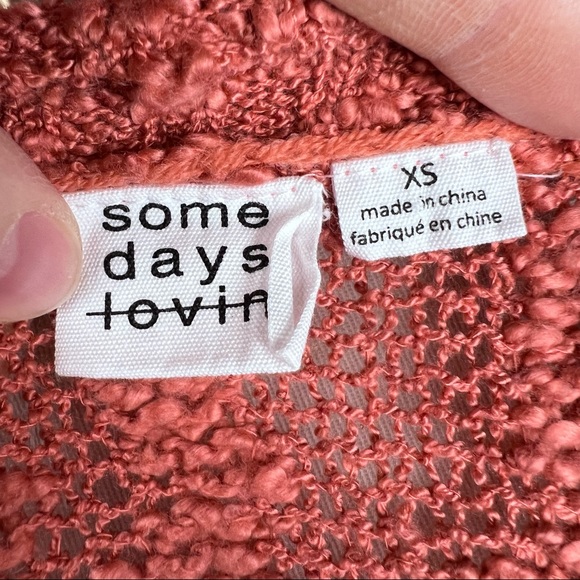 some
days
lovin
XS
made in china
fabriqué en chine